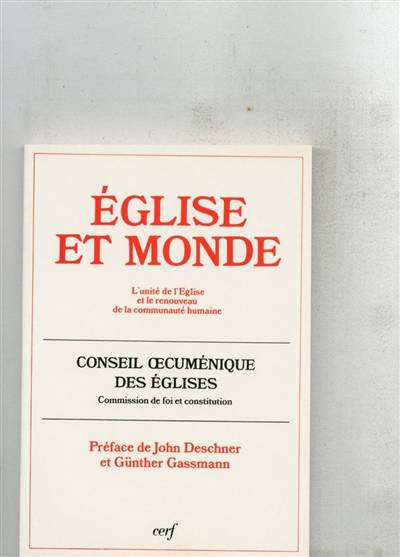 ÉGLISE
ET MONDE
L'unité de l'Eglise
et le renouveau
de la communauté humaine
CONSEIL ŒCUMÉNIQUE
DES ÉGLISES
Commission de foi et constitution
Préface de John Deschner
et Günther Gassmann
cerf